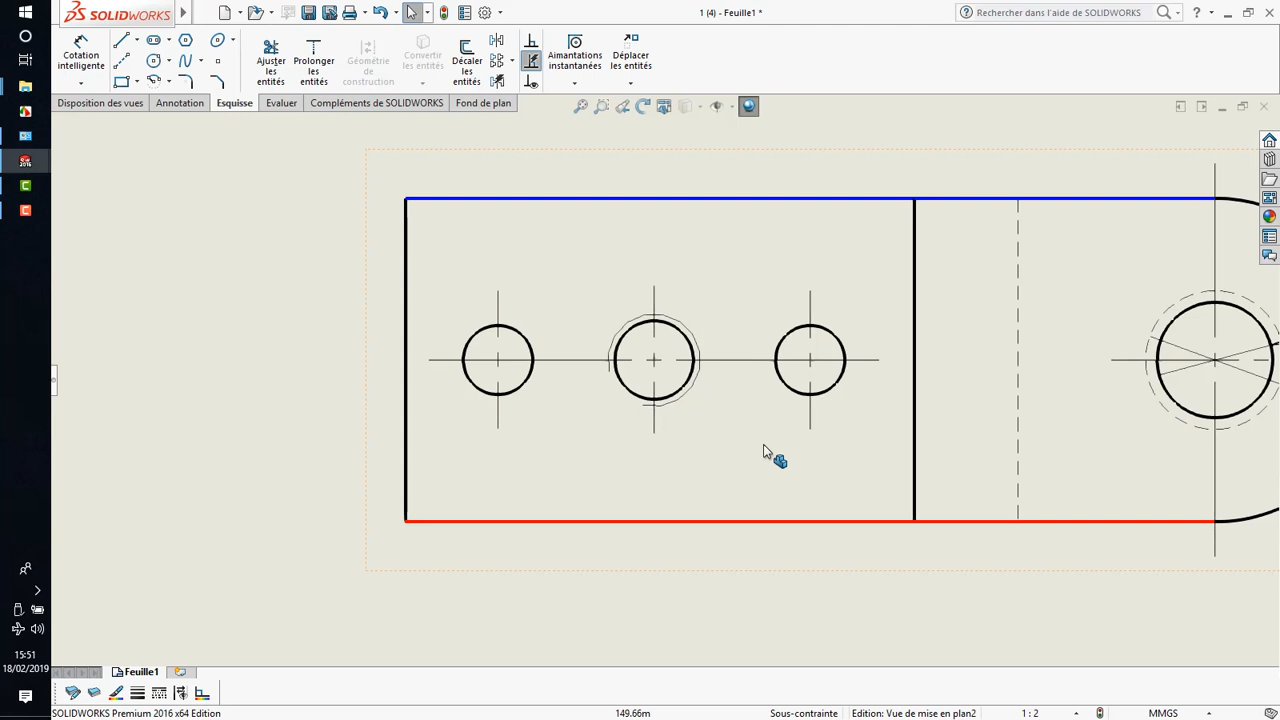 SOLIDWORKS
1 (4) - Feuille1 *
Rechercher dans l'aide de SOLIDWORKS
?
Cotation
intelligente
Ajuster
les
entités
Prolonger
les
entités
Géométrie
de
construction
Convertir
les
entités
Décaler
les
entités
Aimantations
instantanées
Déplacer
les entités
Disposition des vues
Annotation
Esquisse
Evaluer
Compléments de SOLIDWORKS
Fond de plan
15:51
18/02/2019
Feuille1
SOLIDWORKS Premium 2016 x64 Edition
149.66m
Sous-contrainte
Edition: Vue de mise en plan2
1 : 2
MMGS